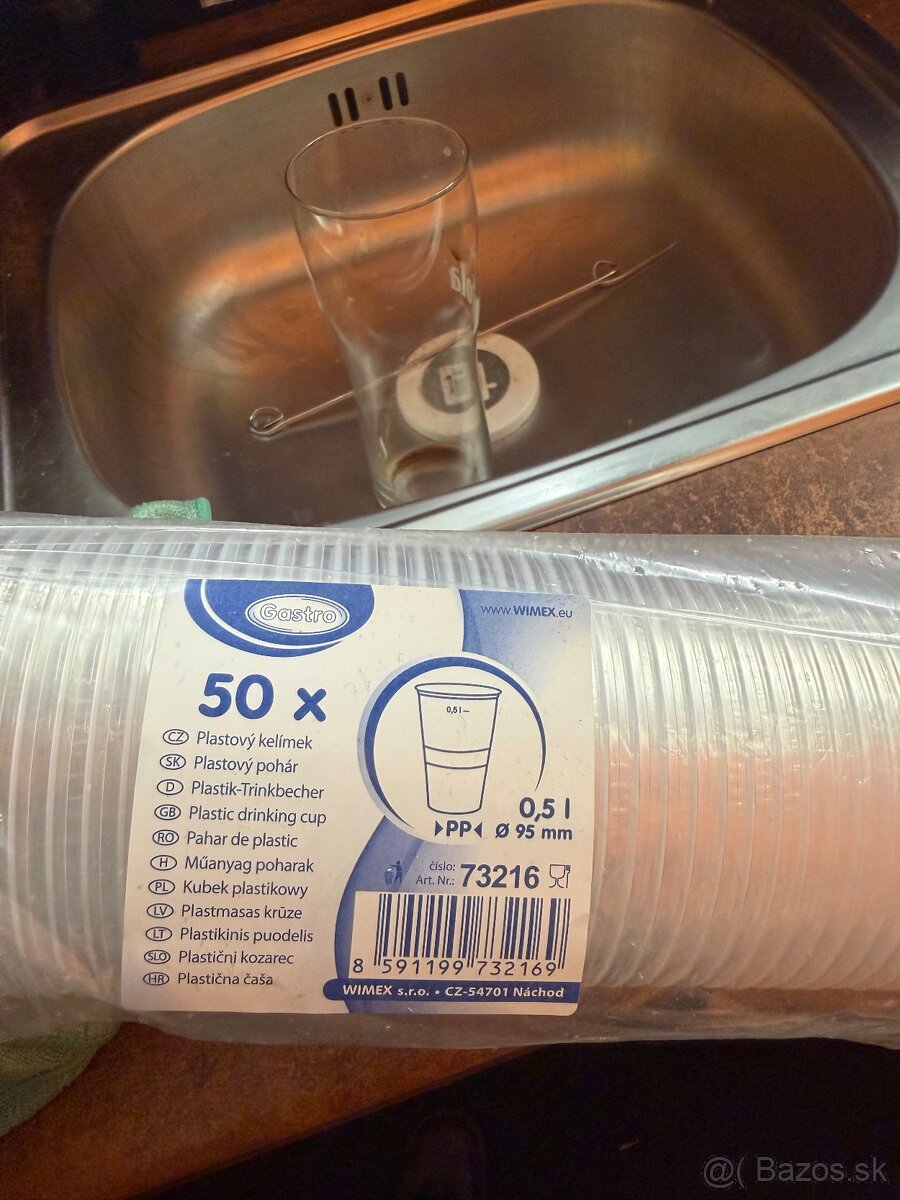 ola
Gastro
www.WIMEX.eu
50 x
CZ Plastový kelímek
SK Plastový pohár
D Plastik-Trinkbecher
GB Plastic drinking cup
RO Pahar de plastic
H Műanyag poharak
PL Kubek plastikowy
LV Plastmasas krūze
LT Plastikinis puodelis
SLO Plastični kozarec
HR Plastična čaša
0,5 l
0,5 l
PP Ø 95 mm
číslo:
Art. Nr.: 73216
8 591199 732169
WIMEX s.r.o. • CZ-54701 Náchod
@( Bazos.sk